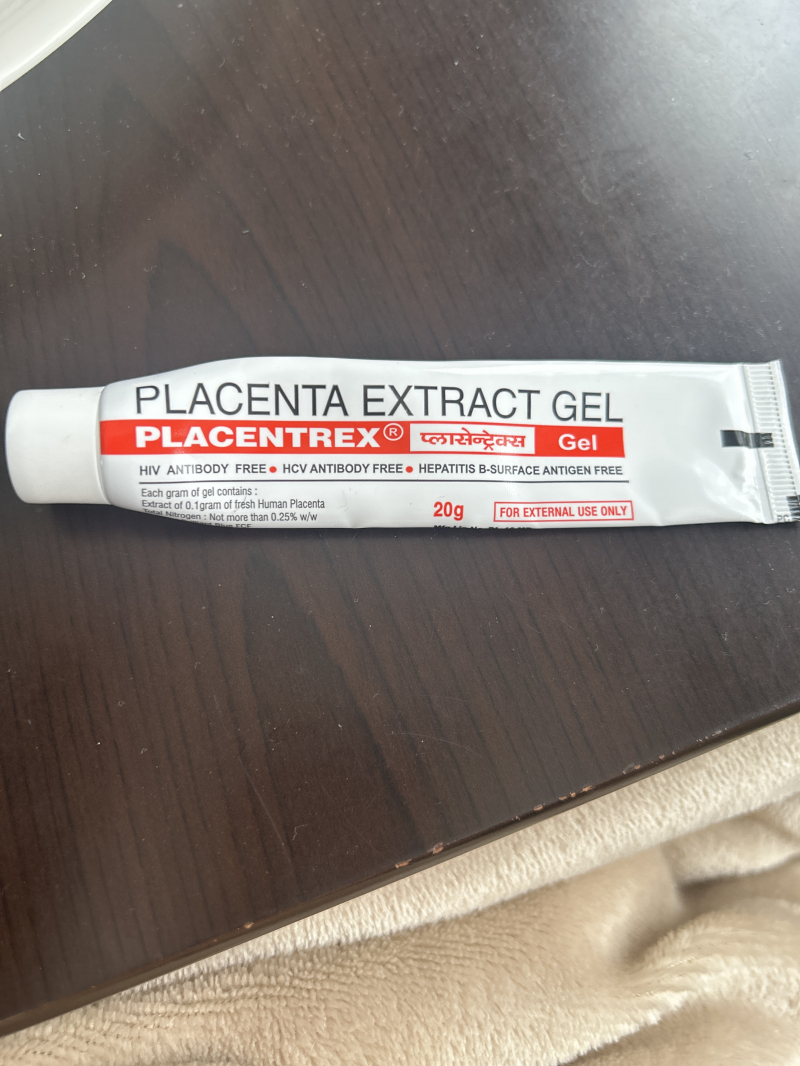 PLACENTA EXTRACT GEL
PLACENTREX® प्लासेन्ट्रेक्स Gel
HIV ANTIBODY FREE • HCV ANTIBODY FREE • HEPATITIS B-SURFACE ANTIGEN FREE
Each gram of gel contains :
Extract of 0.1gram of fresh Human Placenta
Total Nitrogen : Not more than 0.25% w/w
20g
FOR EXTERNAL USE ONLY